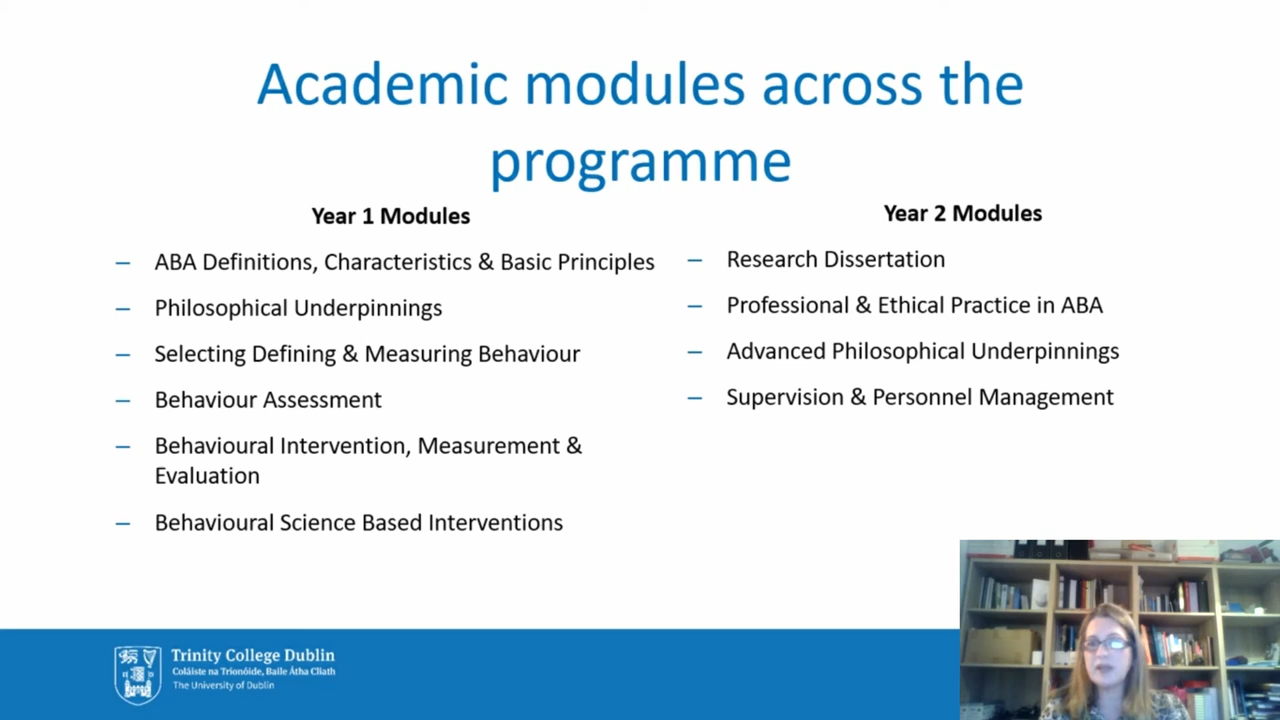 Academic modules across the
programme
Year 1 Modules
– ABA Definitions, Characteristics & Basic Principles
– Philosophical Underpinnings
– Selecting Defining & Measuring Behaviour
– Behaviour Assessment
– Behavioural Intervention, Measurement &
Evaluation
– Behavioural Science Based Interventions
Year 2 Modules
– Research Dissertation
– Professional & Ethical Practice in ABA
– Advanced Philosophical Underpinnings
– Supervision & Personnel Management
Trinity College Dublin
Coláiste na Tríonóide, Baile Átha Cliath
The University of Dublin